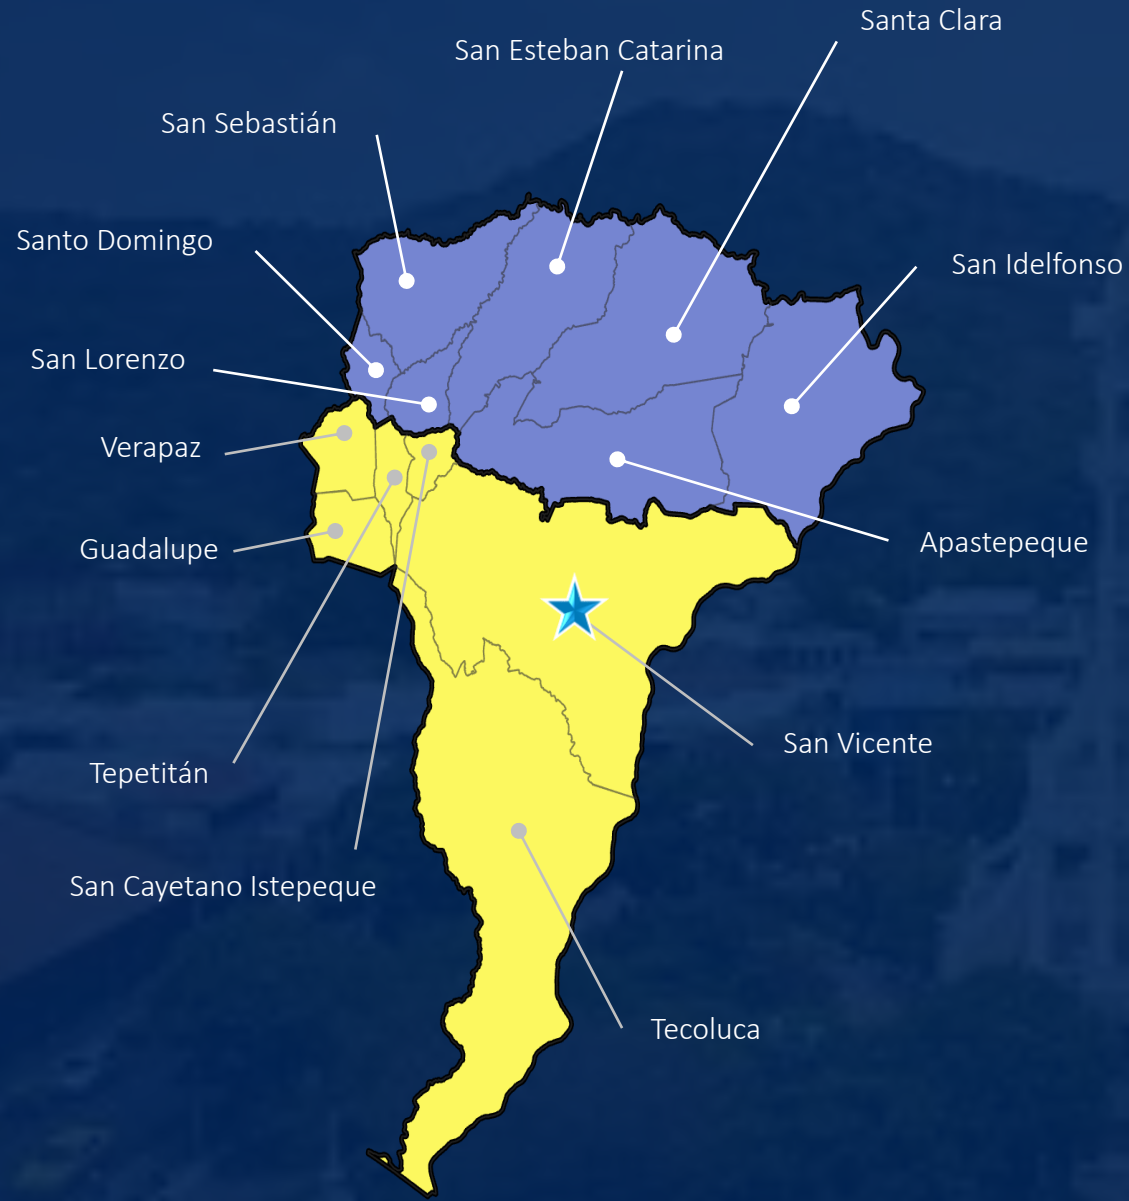 Santa Clara
San Esteban Catarina
San Sebastián
Santo Domingo
San Idelfonso
San Lorenzo
Verapaz
Guadalupe
Apastepeque
San Vicente
Tepetitán
San Cayetano Istepeque
Tecoluca